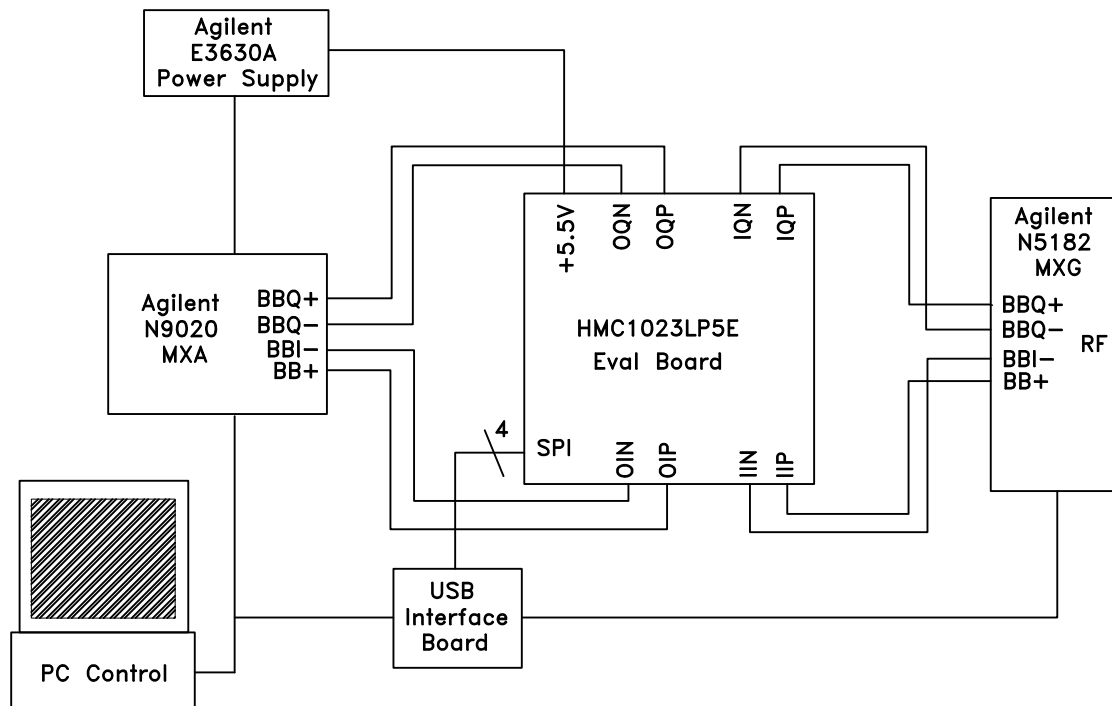 Agilent
E3630A
Power Supply
+5.5V
OQN
OQP
IQN
IQP
Agilent
N5182
MXG
BBQ+
BBQ-
BBI-
BB+
RF
Agilent
N9020
MXA
BBQ+
BBQ-
BBI-
BB+
HMC1023LP5E
Eval Board
4
SPI
OIN
OIP
IIN
IIP
USB
Interface
Board
PC Control